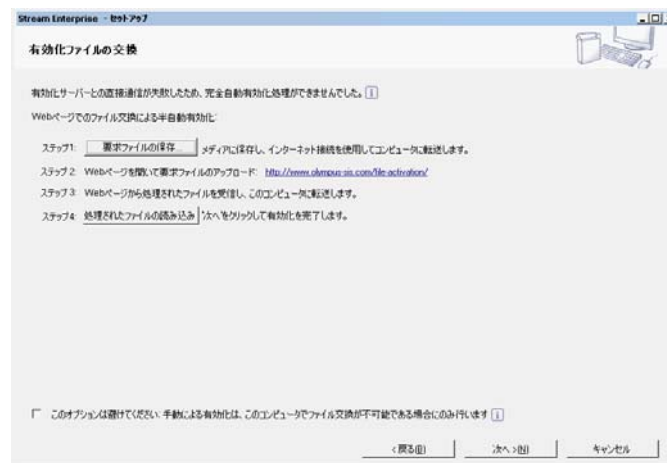 Stream Enterprise - セットアップ
有効化ファイルの交換
有効化サーバーとの直接通信が失敗したため、完全自動有効化処理ができませんでした。
Webページでのファイル交換による半自動有効化:
ステップ1: 要求ファイルの保存... メディアに保存し、インターネット接続を使用してコンピュータに転送します。
ステップ2: Webページを開いて要求ファイルのアップロード: http://www.olympus-sis.com/file-activation/
ステップ3: Webページから処理されたファイルを受信し、このコンピュータに転送します。
ステップ4: 処理されたファイルの読み込み '次へ'をクリックして有効化を完了します。
このオプションは避けてください: 手動による有効化は、このコンピュータでファイル交換が不可能である場合にのみ行います
< 戻る(B) 次へ >(N) キャンセル